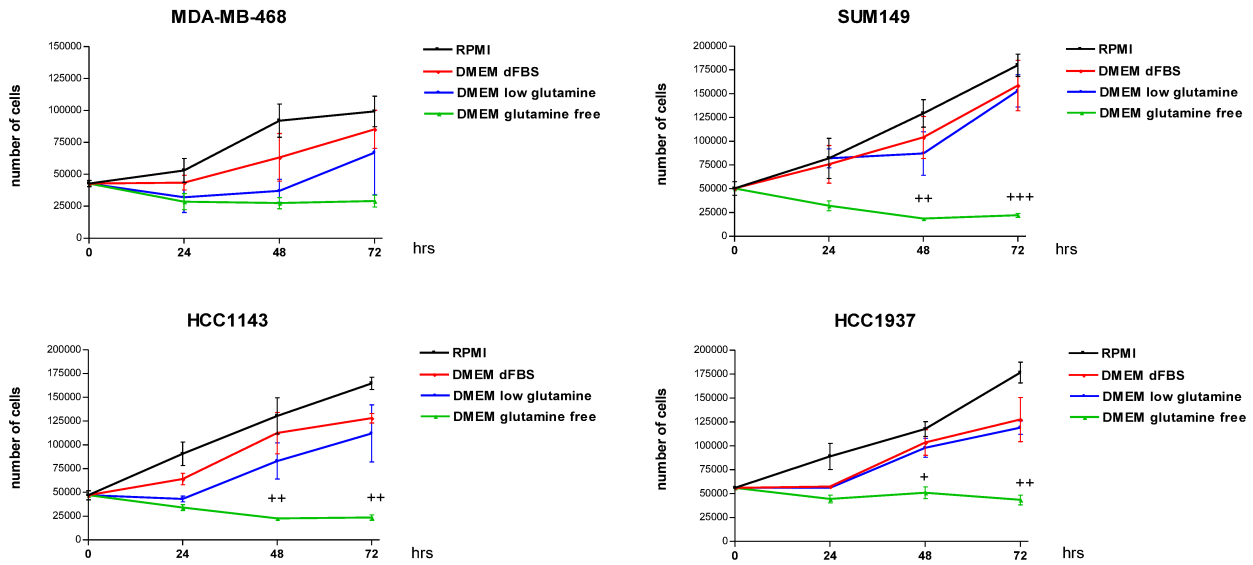 MDA-MB-468
number of cells
150000
125000
100000
75000
50000
25000
0
0 24 48 72 hrs
RPMI
DMEM dFBS
DMEM low glutamine
DMEM glutamine free
SUM149
number of cells
200000
175000
150000
125000
100000
75000
50000
25000
0
++ +++
0 24 48 72 hrs
RPMI
DMEM dFBS
DMEM low glutamine
DMEM glutamine free
HCC1143
number of cells
200000
175000
150000
125000
100000
75000
50000
25000
0
++ ++
0 24 48 72 hrs
RPMI
DMEM dFBS
DMEM low glutamine
DMEM glutamine free
HCC1937
number of cells
200000
175000
150000
125000
100000
75000
50000
25000
0
+ ++
0 24 48 72 hrs
RPMI
DMEM dFBS
DMEM low glutamine
DMEM glutamine free